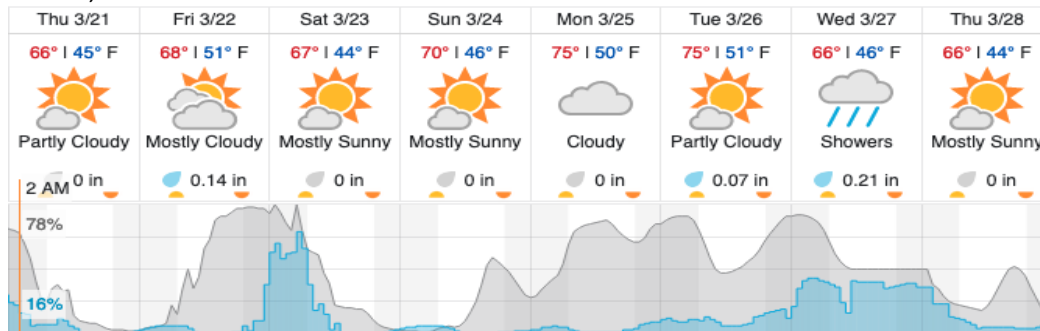 Thu 3/21 Fri 3/22 Sat 3/23 Sun 3/24 Mon 3/25 Tue 3/26 Wed 3/27 Thu 3/28
66° | 45° F 68° | 51° F 67° | 44° F 70° | 46° F 75° | 50° F 75° | 51° F 66° | 46° F 66° | 44° F
Partly Cloudy Mostly Cloudy Mostly Sunny Mostly Sunny Cloudy Partly Cloudy Showers Mostly Sunny
0 in 0.14 in 0 in 0 in 0 in 0.07 in 0.21 in 0 in
2 AM
78%
16%